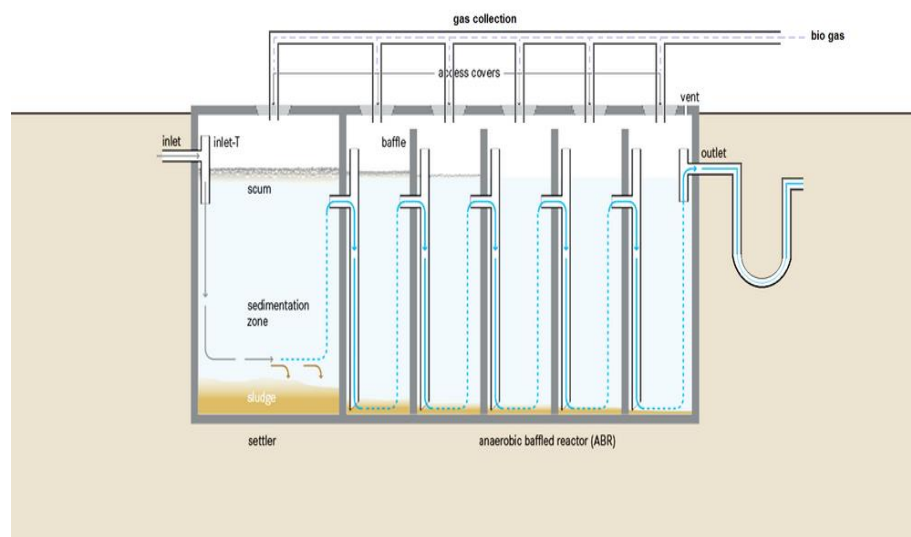 gas collection
bio gas
access covers
vent
inlet
inlet-T
baffle
outlet
scum
sedimentation
zone
sludge
settler
anaerobic baffled reactor (ABR)